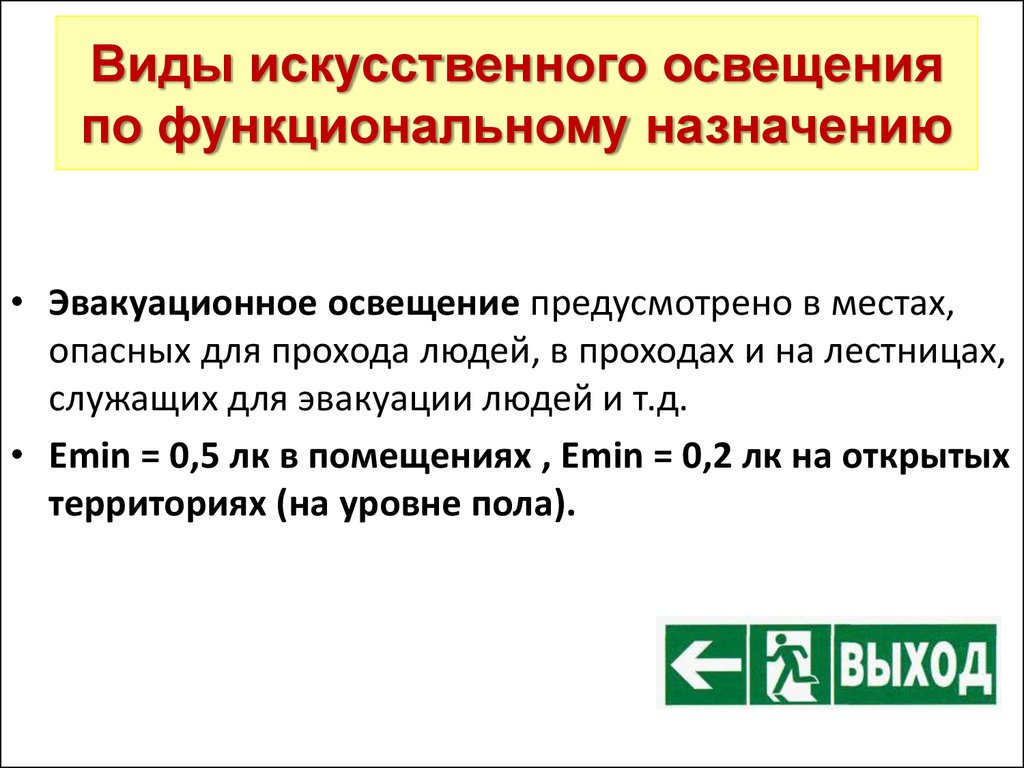 Виды искусственного освещения
по функциональному назначению
• Эвакуационное освещение предусмотрено в местах,
опасных для прохода людей, в проходах и на лестницах,
служащих для эвакуации людей и т.д.
• Emin = 0,5 лк в помещениях , Emin = 0,2 лк на открытых
территориях (на уровне пола).
ВЫХОД